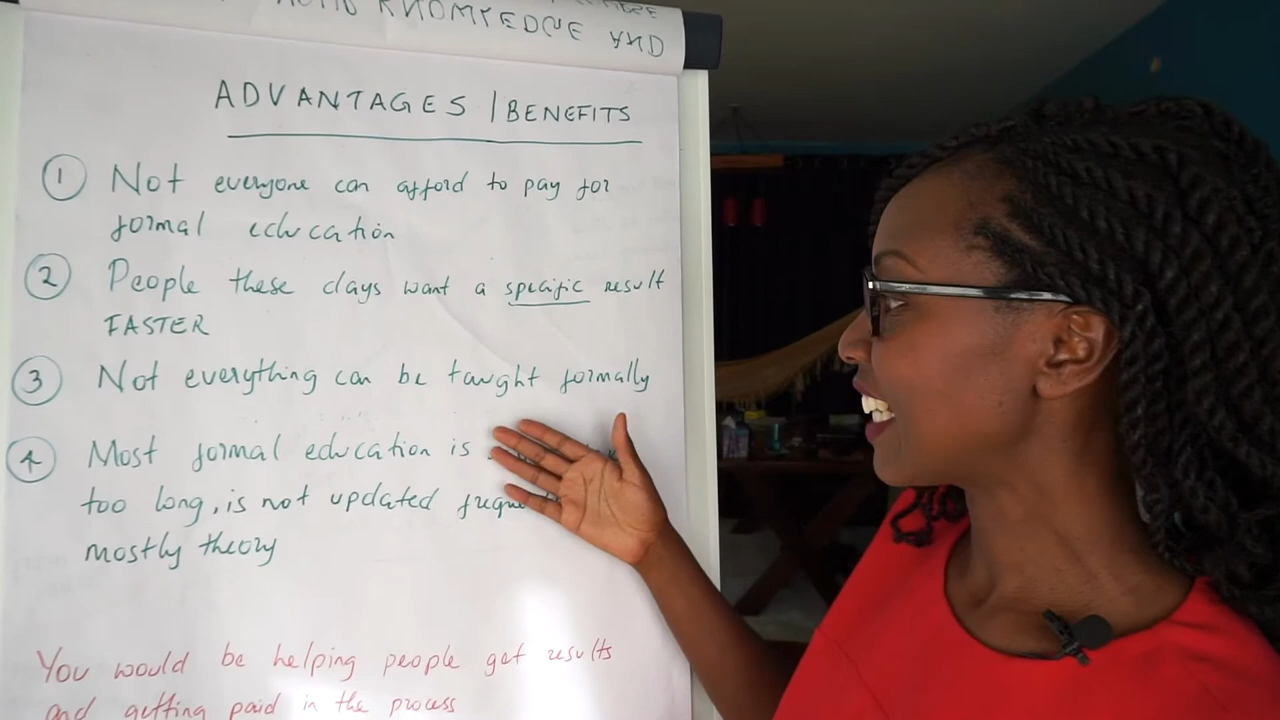 KNOWLEDGE AND
ADVANTAGES / BENEFITS
1 Not everyone can afford to pay for
formal education
2 People these days want a specific result
FASTER
3 Not everything can be taught formally
4 Most formal education is
too long, is not updated
mostly theory
You would be helping people get results
and getting paid in the process